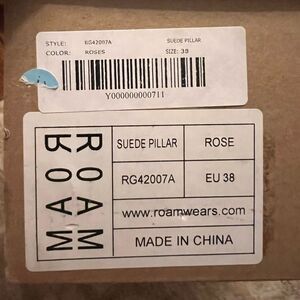 STYLE: RG42007A SUEDE PILLAR
COLOR: ROSES SIZE: 38
Y000000000711
ROAM
ROAM
SUEDE PILLAR ROSE
RG42007A EU 38
www.roamwears.com
MADE IN CHINA